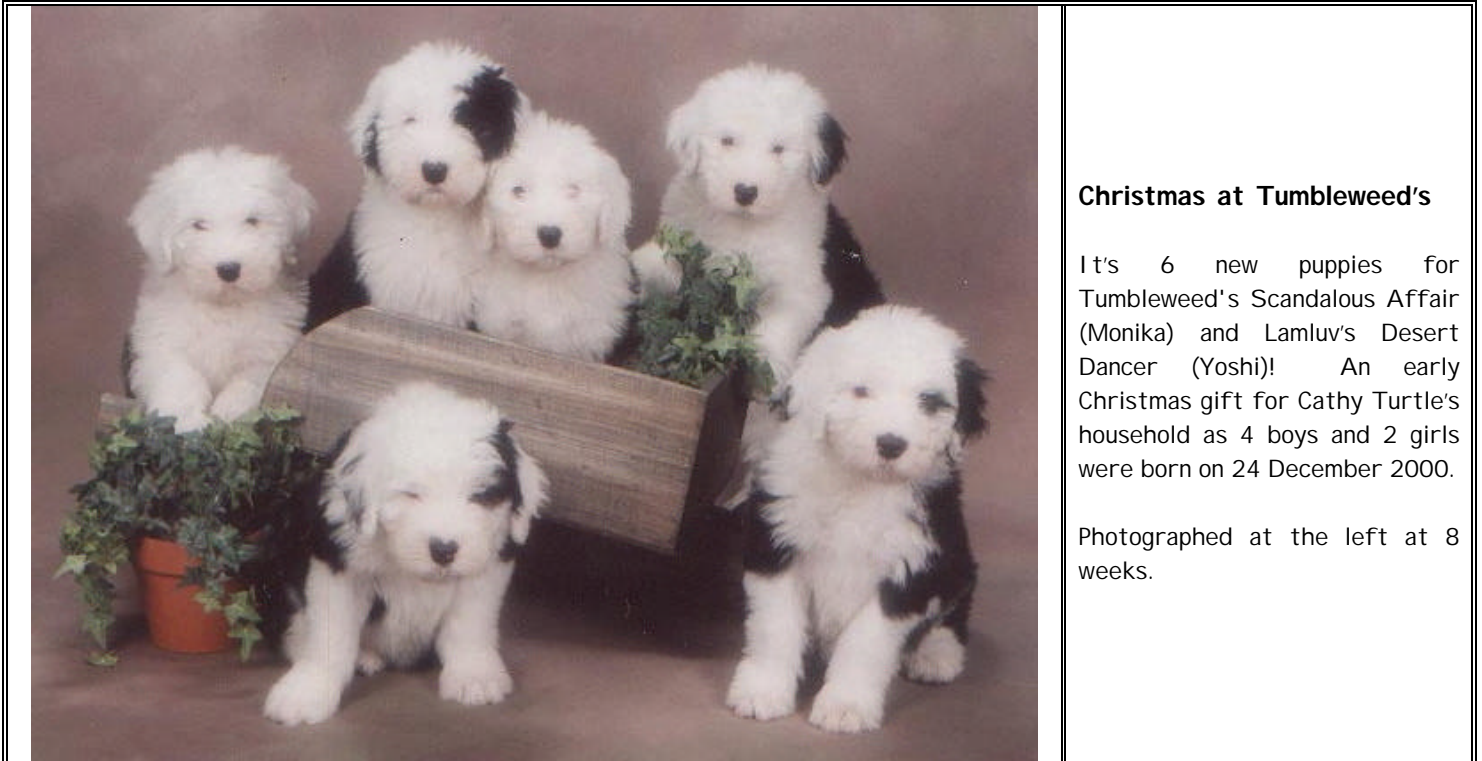 Christmas at Tumbleweed's
It's 6 new puppies for
Tumbleweed's Scandalous Affair
(Monika) and Lamluv's Desert
Dancer (Yoshi)! An early
Christmas gift for Cathy Turtle's
household as 4 boys and 2 girls
were born on 24 December 2000.
Photographed at the left at 8
weeks.